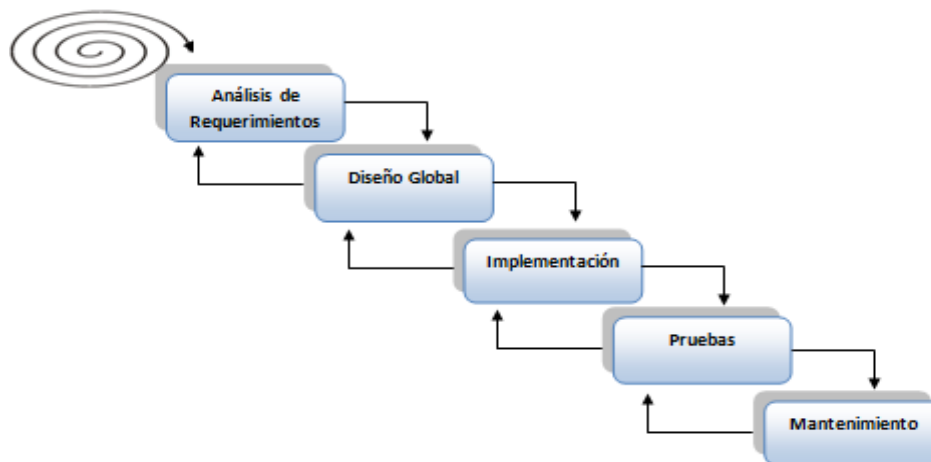 Análisis de
Requerimientos
Diseño Global
Implementación
Pruebas
Mantenimiento